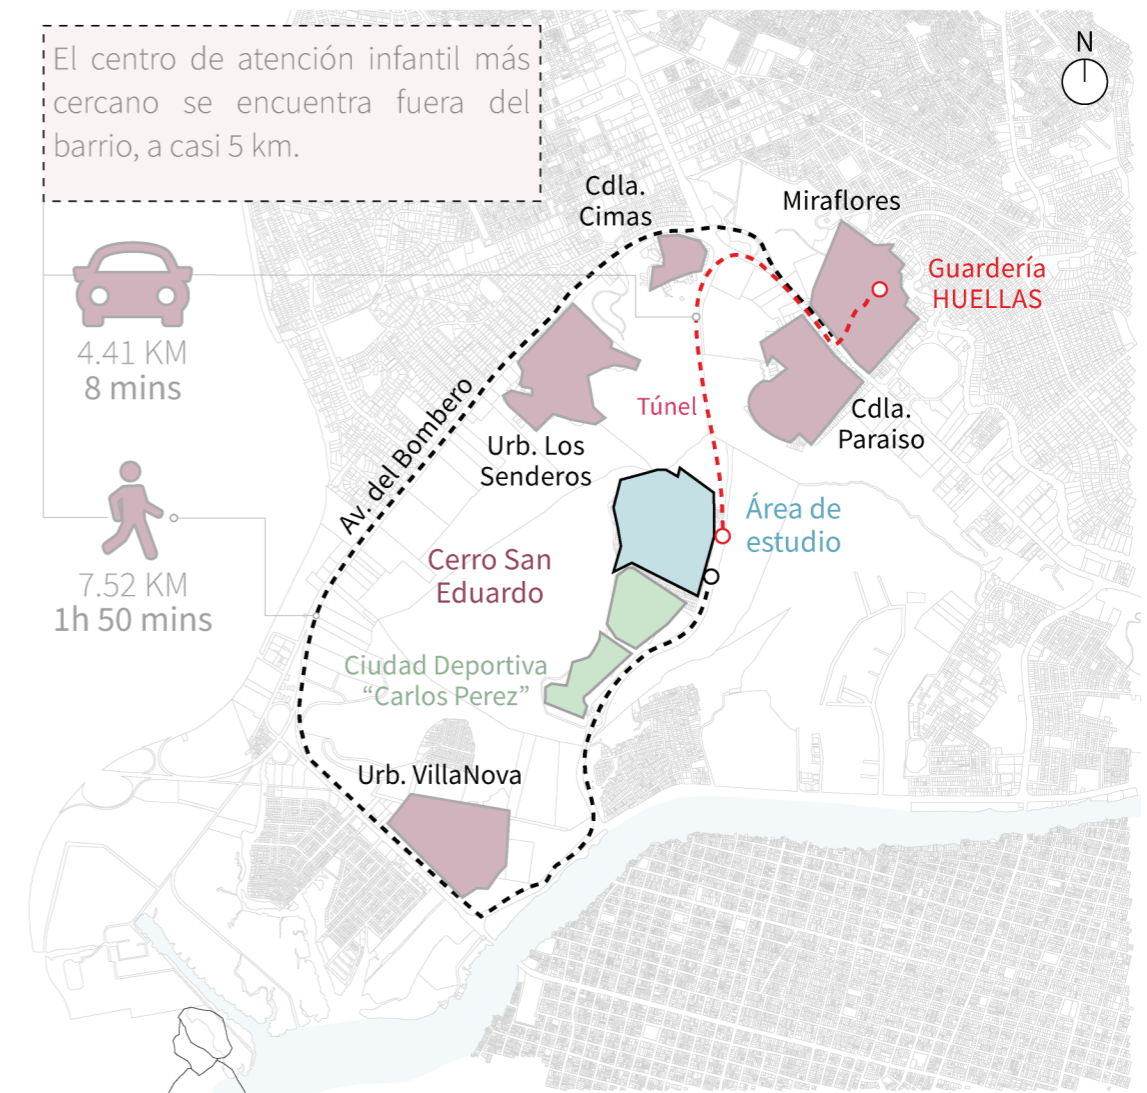 El centro de atención infantil más
cercano se encuentra fuera del
barrio, a casi 5 km.
N
Cdla.
Cimas
Miraflores
Guardería
HUELLAS
4.41 KM
8 mins
Túnel
Cdla.
Paraiso
Av. del Bombero
Urb. Los
Senderos
Área de
estudio
Cerro San
Eduardo
7.52 KM
1h 50 mins
Ciudad Deportiva
“Carlos Perez”
Urb. VillaNova